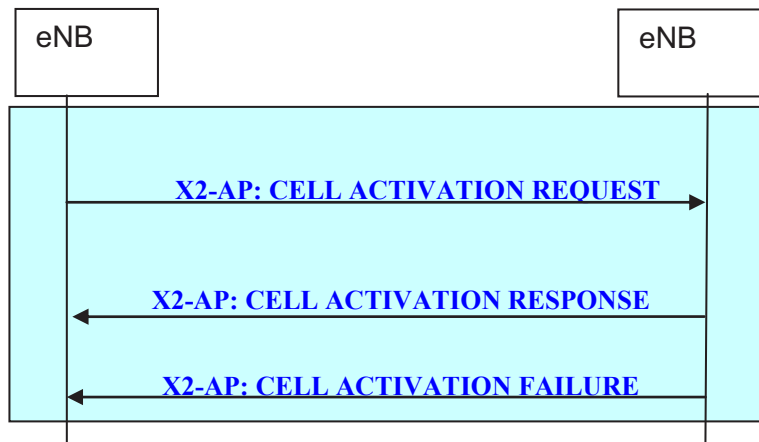 eNB
eNB
X2-AP: CELL ACTIVATION REQUEST
X2-AP: CELL ACTIVATION RESPONSE
X2-AP: CELL ACTIVATION FAILURE